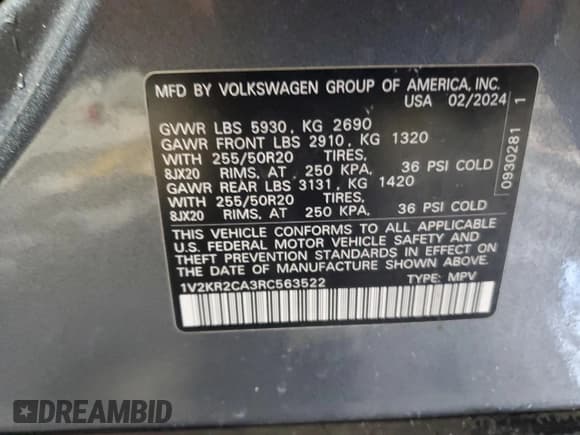 MFD BY VOLKSWAGEN GROUP OF AMERICA, INC.
USA 02/2024
GVWR LBS 5930, KG 2690
GAWR FRONT LBS 2910, KG 1320
WITH 255/50R20 TIRES,
8JX20 RIMS, AT 250 KPA, 36 PSI COLD
GAWR REAR LBS 3131, KG 1420
WITH 255/50R20 TIRES,
8JX20 RIMS, AT 250 KPA, 36 PSI COLD
THIS VEHICLE CONFORMS TO ALL APPLICABLE
U.S. FEDERAL MOTOR VEHICLE SAFETY AND
THEFT PREVENTION STANDARDS IN EFFECT ON
THE DATE OF MANUFACTURE SHOWN ABOVE.
1V2KR2CA3RC563522 TYPE: MPV
0930281 1
DREAMBID